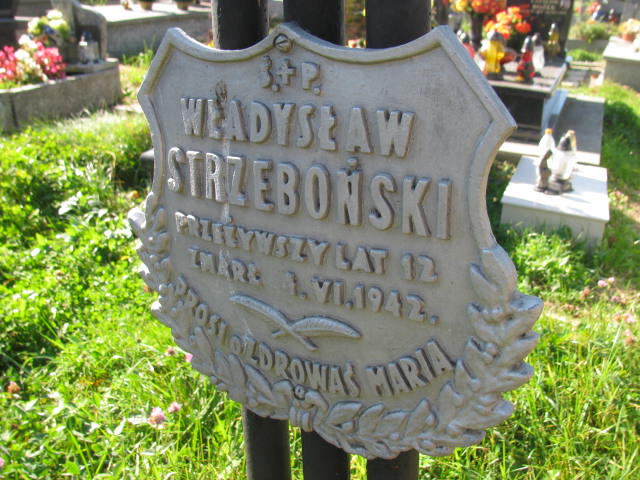 Ś.+P.
WŁADYSŁAW
STRZEBOŃSKI
PRZEŻYWSZY LAT 12
ZMARŁ 4.VI.1942.
PROSI O ZDROWAŚ MARIA